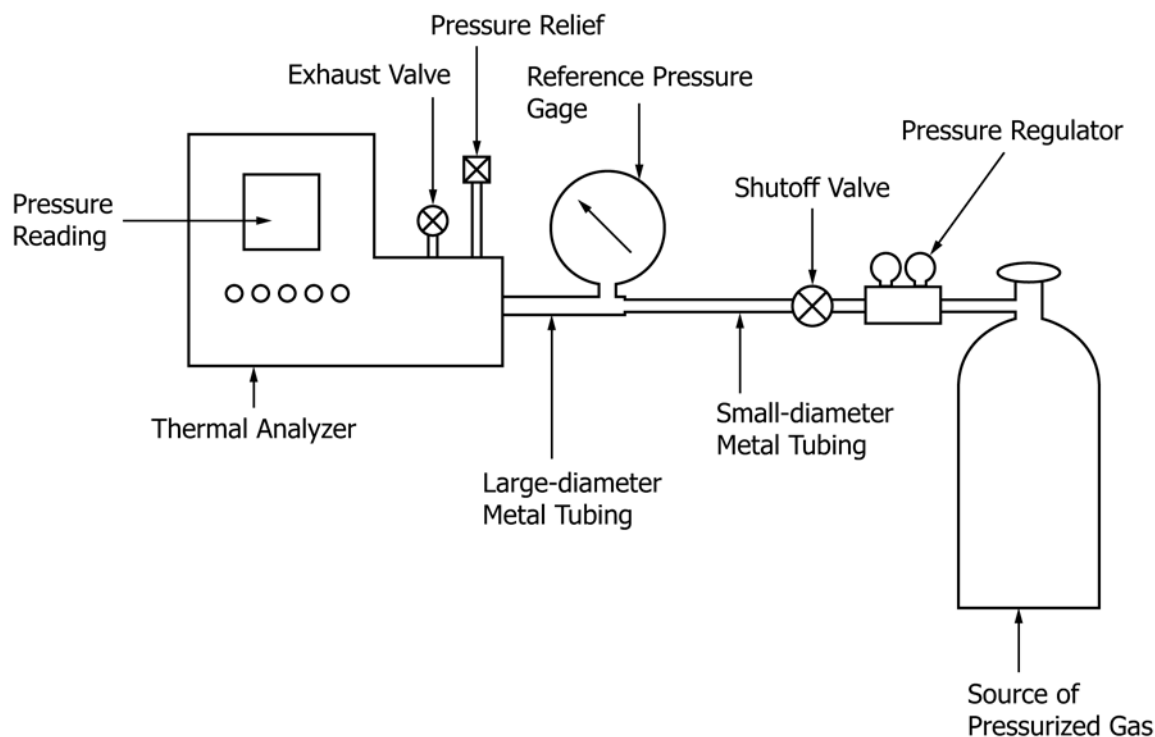 Pressure Relief
Exhaust Valve
Reference Pressure
Gage
Pressure Regulator
Shutoff Valve
Pressure
Reading
Thermal Analyzer
Small-diameter
Metal Tubing
Large-diameter
Metal Tubing
Source of
Pressurized Gas